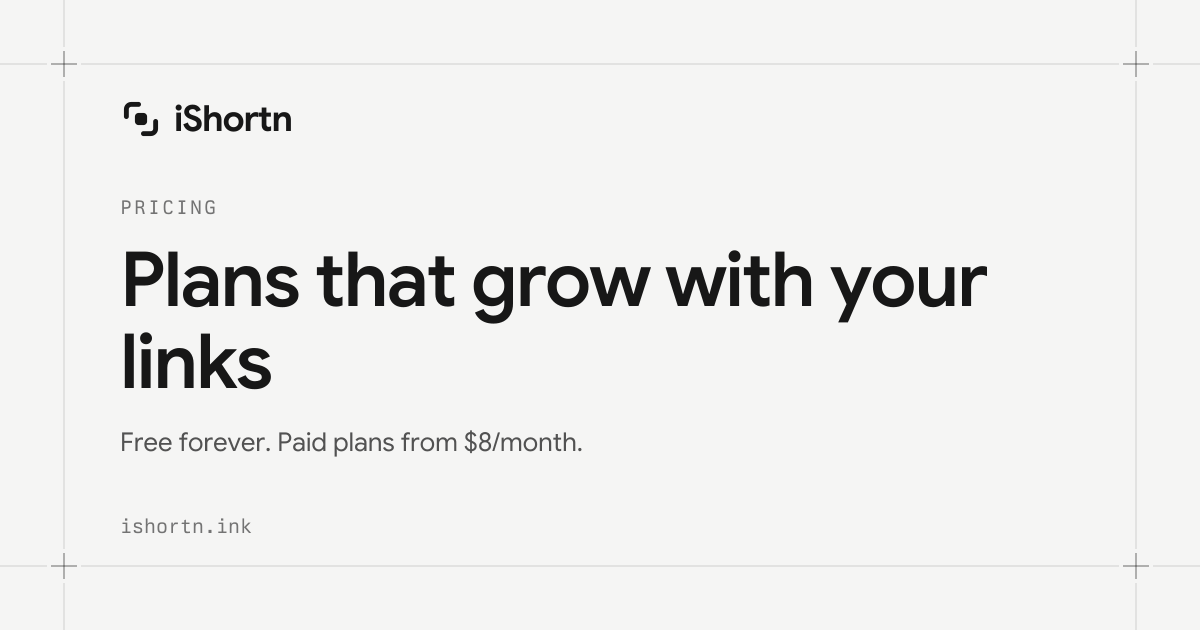 iShortn
PRICING
Plans that grow with your
links
Free forever. Paid plans from $8/month.
ishortn.ink